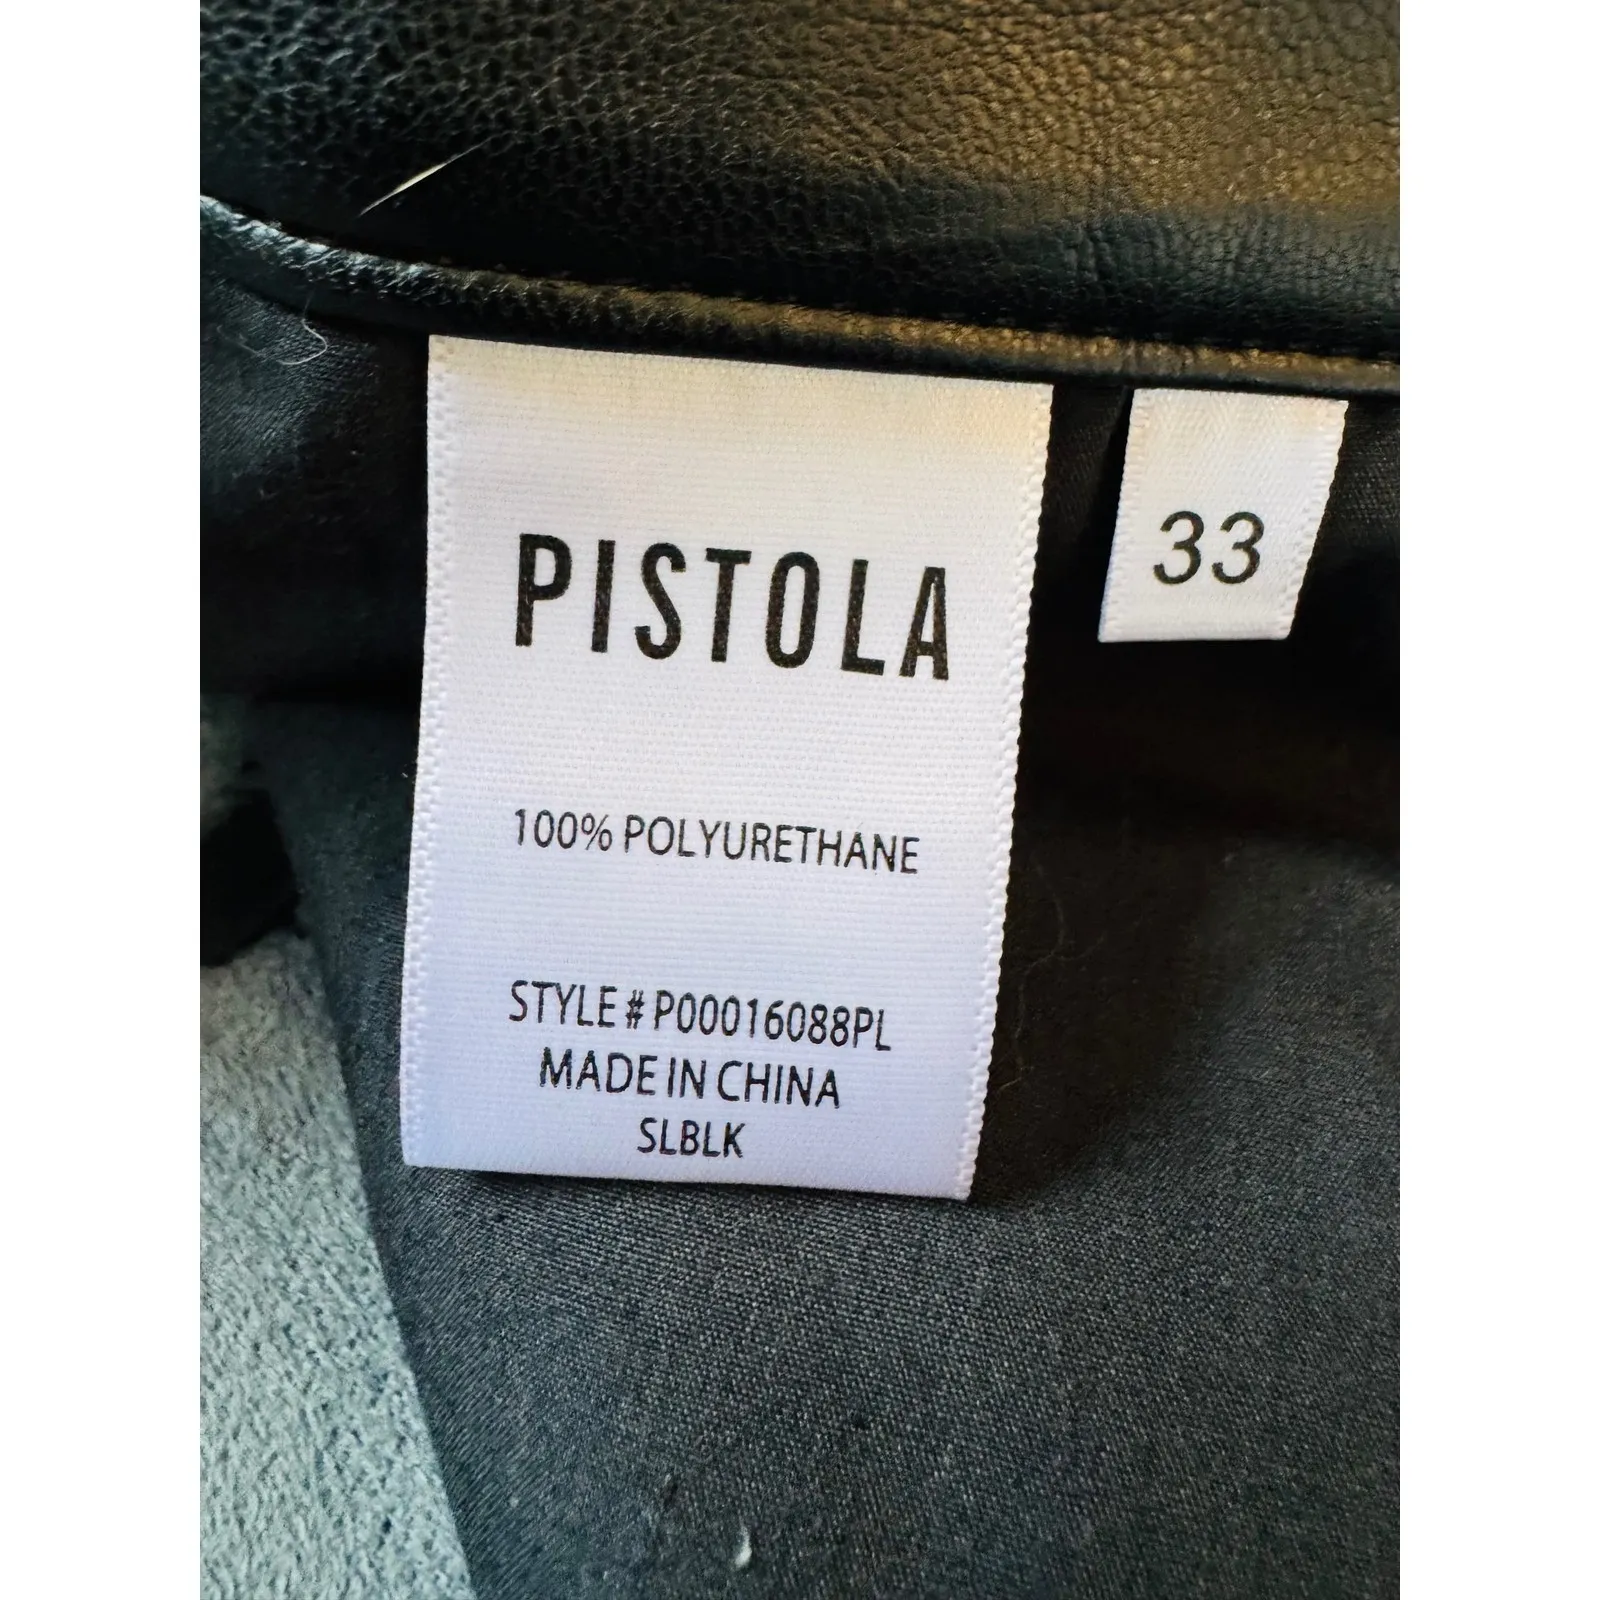 PISTOLA
33
100% POLYURETHANE
STYLE # P00016088PL
MADE IN CHINA
SLBLK